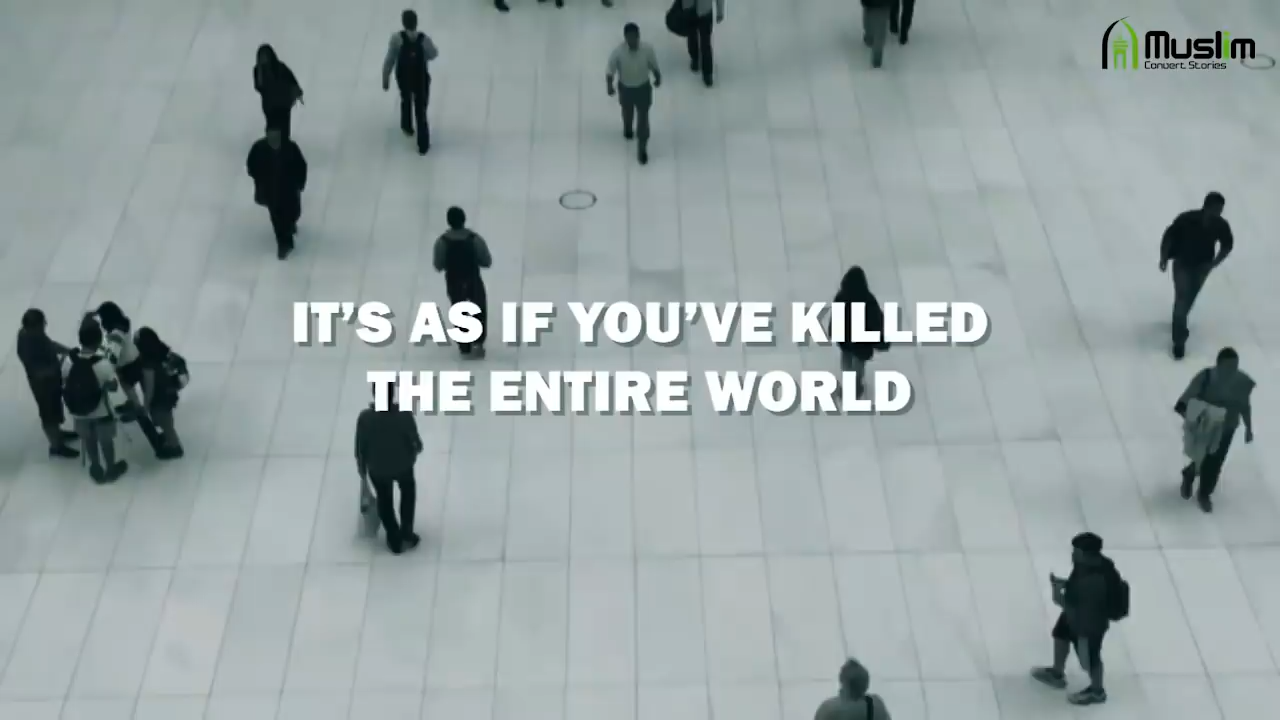 Muslim
Convert Stories
IT'S AS IF YOU'VE KILLED
THE ENTIRE WORLD